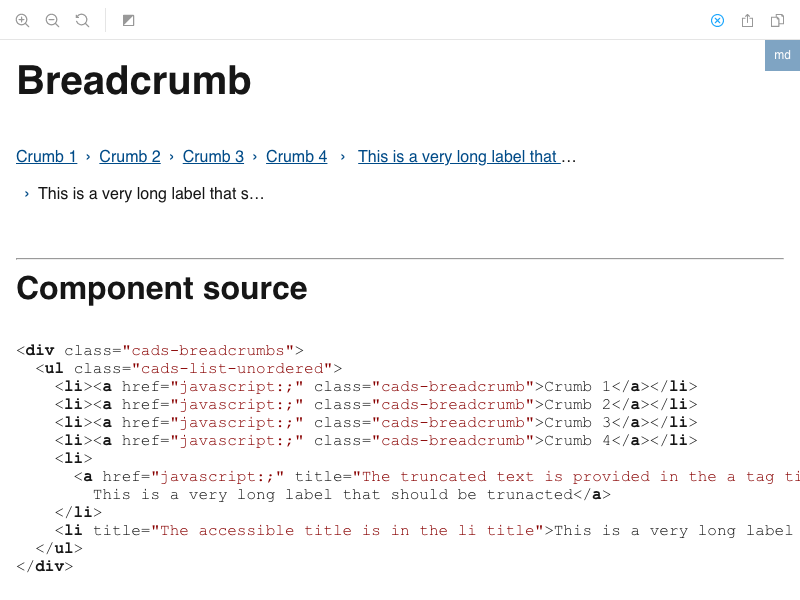 md
Breadcrumb
Crumb 1 › Crumb 2 › Crumb 3 › Crumb 4 › This is a very long label that …
› This is a very long label that s…
Component source
<div class="cads-breadcrumbs">
<ul class="cads-list-unordered">
<li><a href="javascript:;" class="cads-breadcrumb">Crumb 1</a></li>
<li><a href="javascript:;" class="cads-breadcrumb">Crumb 2</a></li>
<li><a href="javascript:;" class="cads-breadcrumb">Crumb 3</a></li>
<li><a href="javascript:;" class="cads-breadcrumb">Crumb 4</a></li>
<li>
<a href="javascript:;" title="The truncated text is provided in the a tag ti
This is a very long label that should be trunacted</a>
</li>
<li title="The accessible title is in the li title">This is a very long label
</ul>
</div>